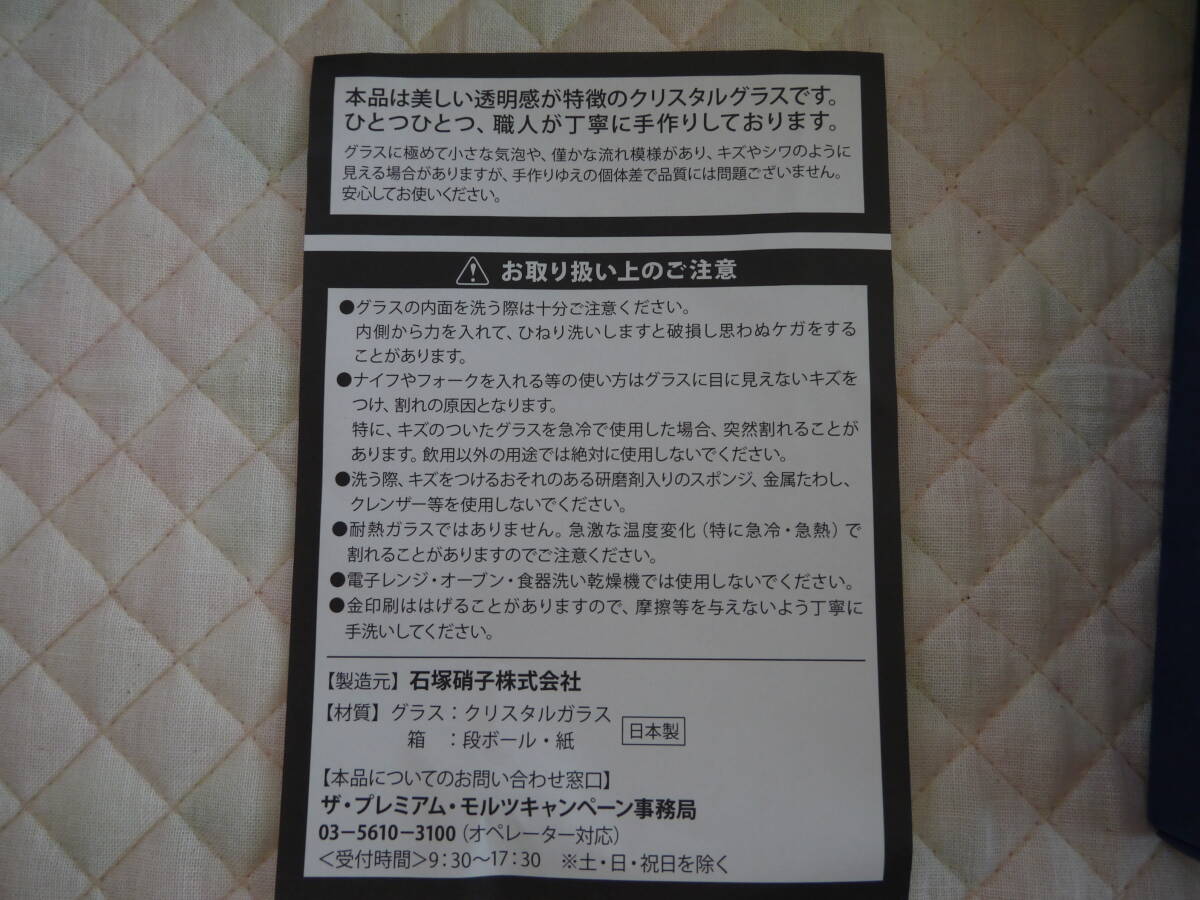 本品は美しい透明感が特徴のクリスタルグラスです。
ひとつひとつ、職人が丁寧に手作りしております。
グラスに極めて小さな気泡や、僅かな流れ模様があり、キズやシワのように
見える場合がありますが、手作りゆえの個体差で品質には問題ございません。
安心してお使いください。
お取り扱い上のご注意
●グラスの内面を洗う際は十分ご注意ください。
内側から力を入れて、ひねり洗いしますと破損し思わぬケガをする
ことがあります。
●ナイフやフォークを入れる等の使い方はグラスに目に見えないキズを
つけ、割れの原因となります。
特に、キズのついたグラスを急冷で使用した場合、突然割れることが
あります。飲用以外の用途では絶対に使用しないでください。
●洗う際、キズをつけるおそれのある研磨剤入りのスポンジ、金属たわし、
クレンザー等を使用しないでください。
●耐熱ガラスではありません。急激な温度変化（特に急冷・急熱）で
割れることがありますのでご注意ください。
●電子レンジ・オーブン・食器洗い乾燥機では使用しないでください。
●金印刷ははげることがありますので、摩擦等を与えないよう丁寧に
手洗いしてください。
【製造元】石塚硝子株式会社
【材質】グラス：クリスタルガラス
箱　：段ボール・紙
日本製
【本品についてのお問い合わせ窓口】
ザ・プレミアム・モルツキャンペーン事務局
03－5610－3100（オペレーター対応）
＜受付時間＞9：30～17：30　※土・日・祝日を除く